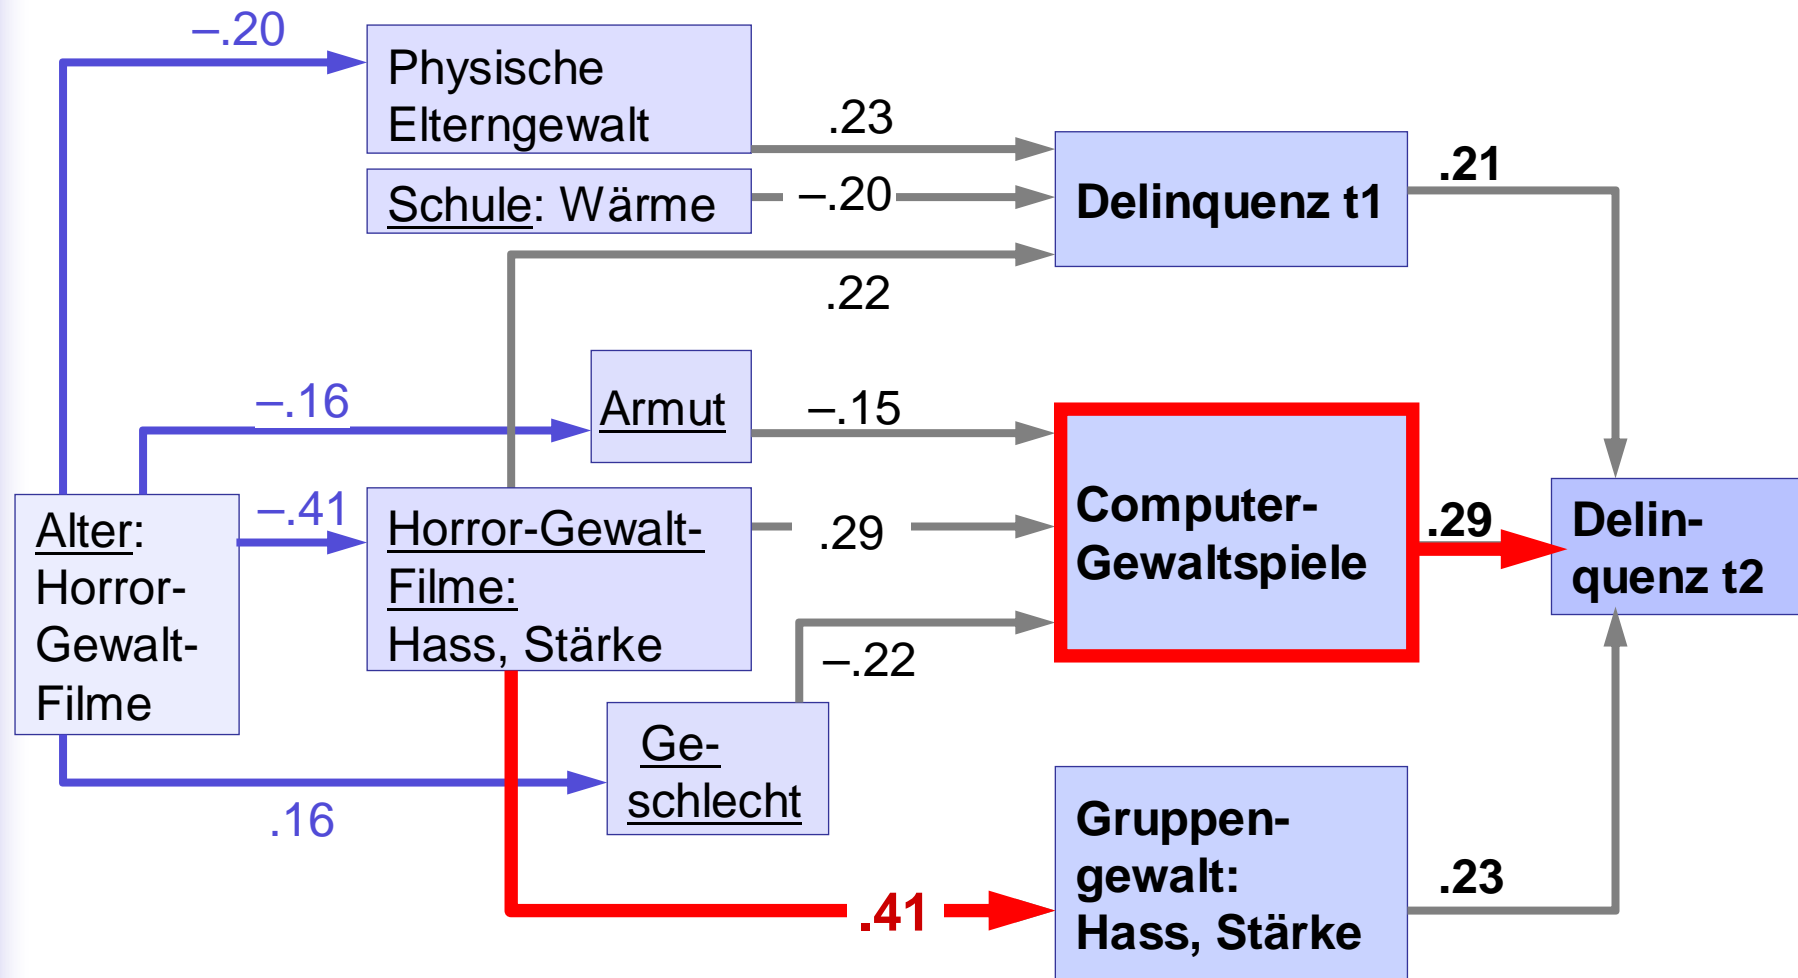 –.20
Physische
Elterngewalt
.23
Schule: Wärme
–.20
.22
Delinquenz t1
.21
–.16
Armut
–.15
Alter:
Horror-
Gewalt-
Filme
–.41
Horror-Gewalt-
Filme:
Hass, Stärke
.29
Computer-
Gewaltspiele
.29
Delin-
quenz t2
–.22
Ge-
schlecht
.16
.41
Gruppen-
gewalt:
Hass, Stärke
.23